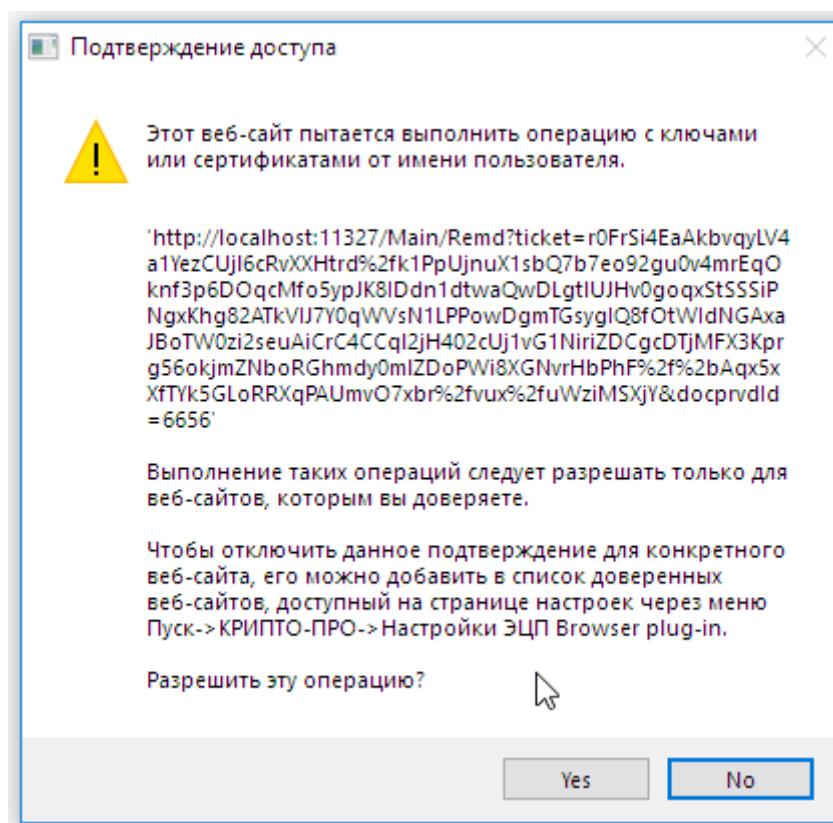 Подтверждение доступа
Этот веб-сайт пытается выполнить операцию с ключами
или сертификатами от имени пользователя.
'http://localhost:11327/Main/Remd?ticket=r0FrSi4EaAkbvqyLV4
a1YezCUjI6cRvXXHtrd%2fk1PpUjnuX1sbQ7b7eo92gu0v4mrEqO
knf3p6DOqcMfo5ypJK8IDdn1dtwaQwDLgtIUJHv0goqxStSSSiP
NgxKhg82ATkVIJ7Y0qWVsN1LPPowDgmTGsygIQ8fOtWIdNGAxa
JBoTW0zi2seuAiCrC4CCqI2jH402cUj1vG1NiriZDCgcDTjMFX3Kpr
g56okjmZNboRGhmdy0mIZDoPWi8XGNvrHbPhF%2f%2bAqx5x
XfTYk5GLoRRXqPAUmvO7xbr%2fvux%2fuWziMSXjY&docprvdId
=6656'
Выполнение таких операций следует разрешать только для
веб-сайтов, которым вы доверяете.
Чтобы отключить данное подтверждение для конкретного
веб-сайта, его можно добавить в список доверенных
веб-сайтов, доступный на странице настроек через меню
Пуск->КРИПТО-ПРО->Настройки ЭЦП Browser plug-in.
Разрешить эту операцию?
Yes
No